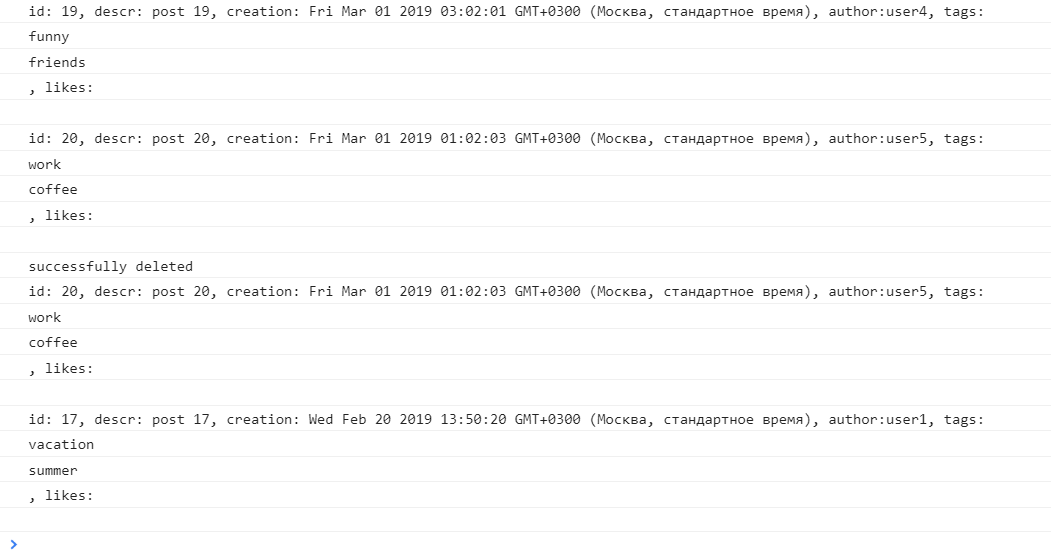 id: 19, descr: post 19, creation: Fri Mar 01 2019 03:02:01 GMT+0300 (Москва, стандартное время), author:user4, tags:
funny
friends
, likes:
id: 20, descr: post 20, creation: Fri Mar 01 2019 01:02:03 GMT+0300 (Москва, стандартное время), author:user5, tags:
work
coffee
, likes:
successfully deleted
id: 20, descr: post 20, creation: Fri Mar 01 2019 01:02:03 GMT+0300 (Москва, стандартное время), author:user5, tags:
work
coffee
, likes:
id: 17, descr: post 17, creation: Wed Feb 20 2019 13:50:20 GMT+0300 (Москва, стандартное время), author:user1, tags:
vacation
summer
, likes: